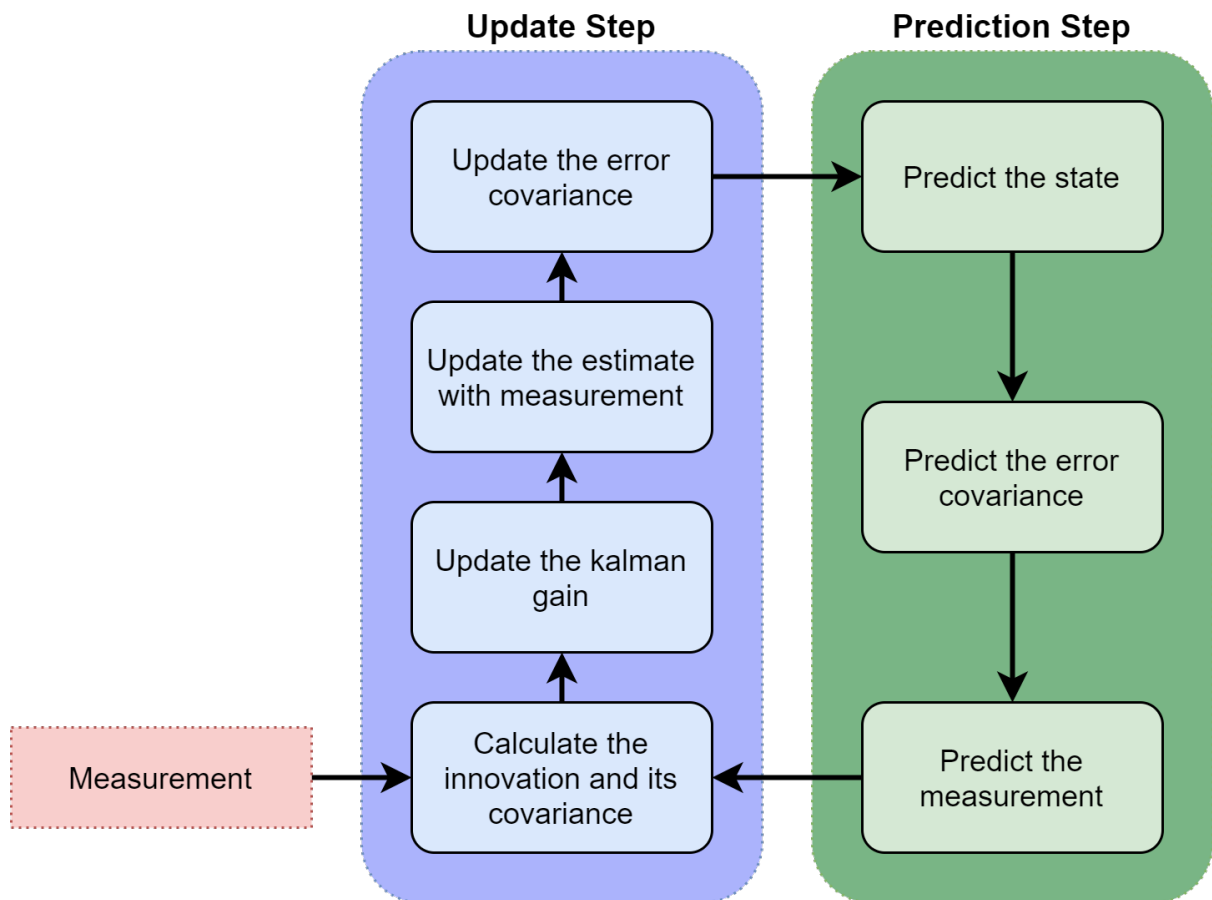 Update Step
Prediction Step
Update the error
covariance
Predict the state
Update the estimate
with measurement
Predict the error
covariance
Update the kalman
gain
Measurement
Calculate the
innovation and its
covariance
Predict the
measurement